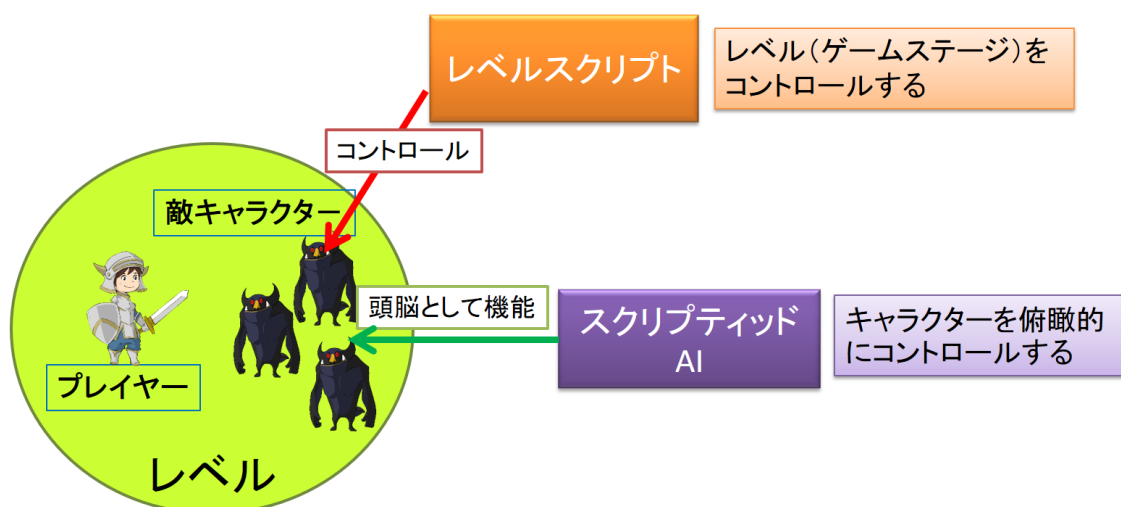 レベルスクリプト
レベル（ゲームステージ）を
コントロールする
コントロール
敵キャラクター
頭脳として機能
スクリプティッド
AI
キャラクターを俯瞰的
にコントロールする
プレイヤー
レベル